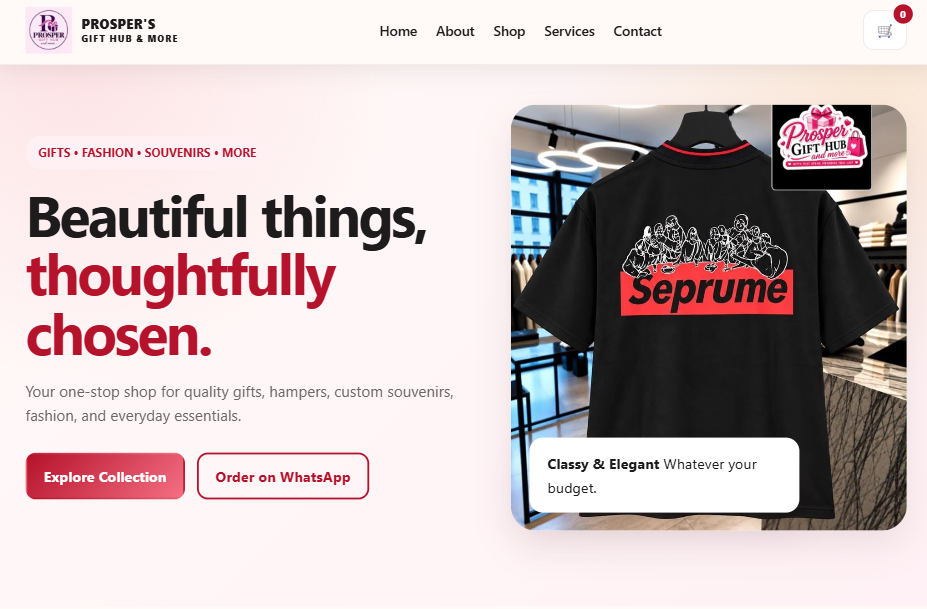 PROSPER
PROSPER'S
GIFT HUB & MORE
Home About Shop Services Contact
0
GIFTS • FASHION • SOUVENIRS • MORE
Beautiful things,
thoughtfully
chosen.
Your one-stop shop for quality gifts, hampers, custom souvenirs,
fashion, and everyday essentials.
Explore Collection
Order on WhatsApp
Prosper
GIFT HUB
and more
Seprume
Classy & Elegant Whatever your
budget.